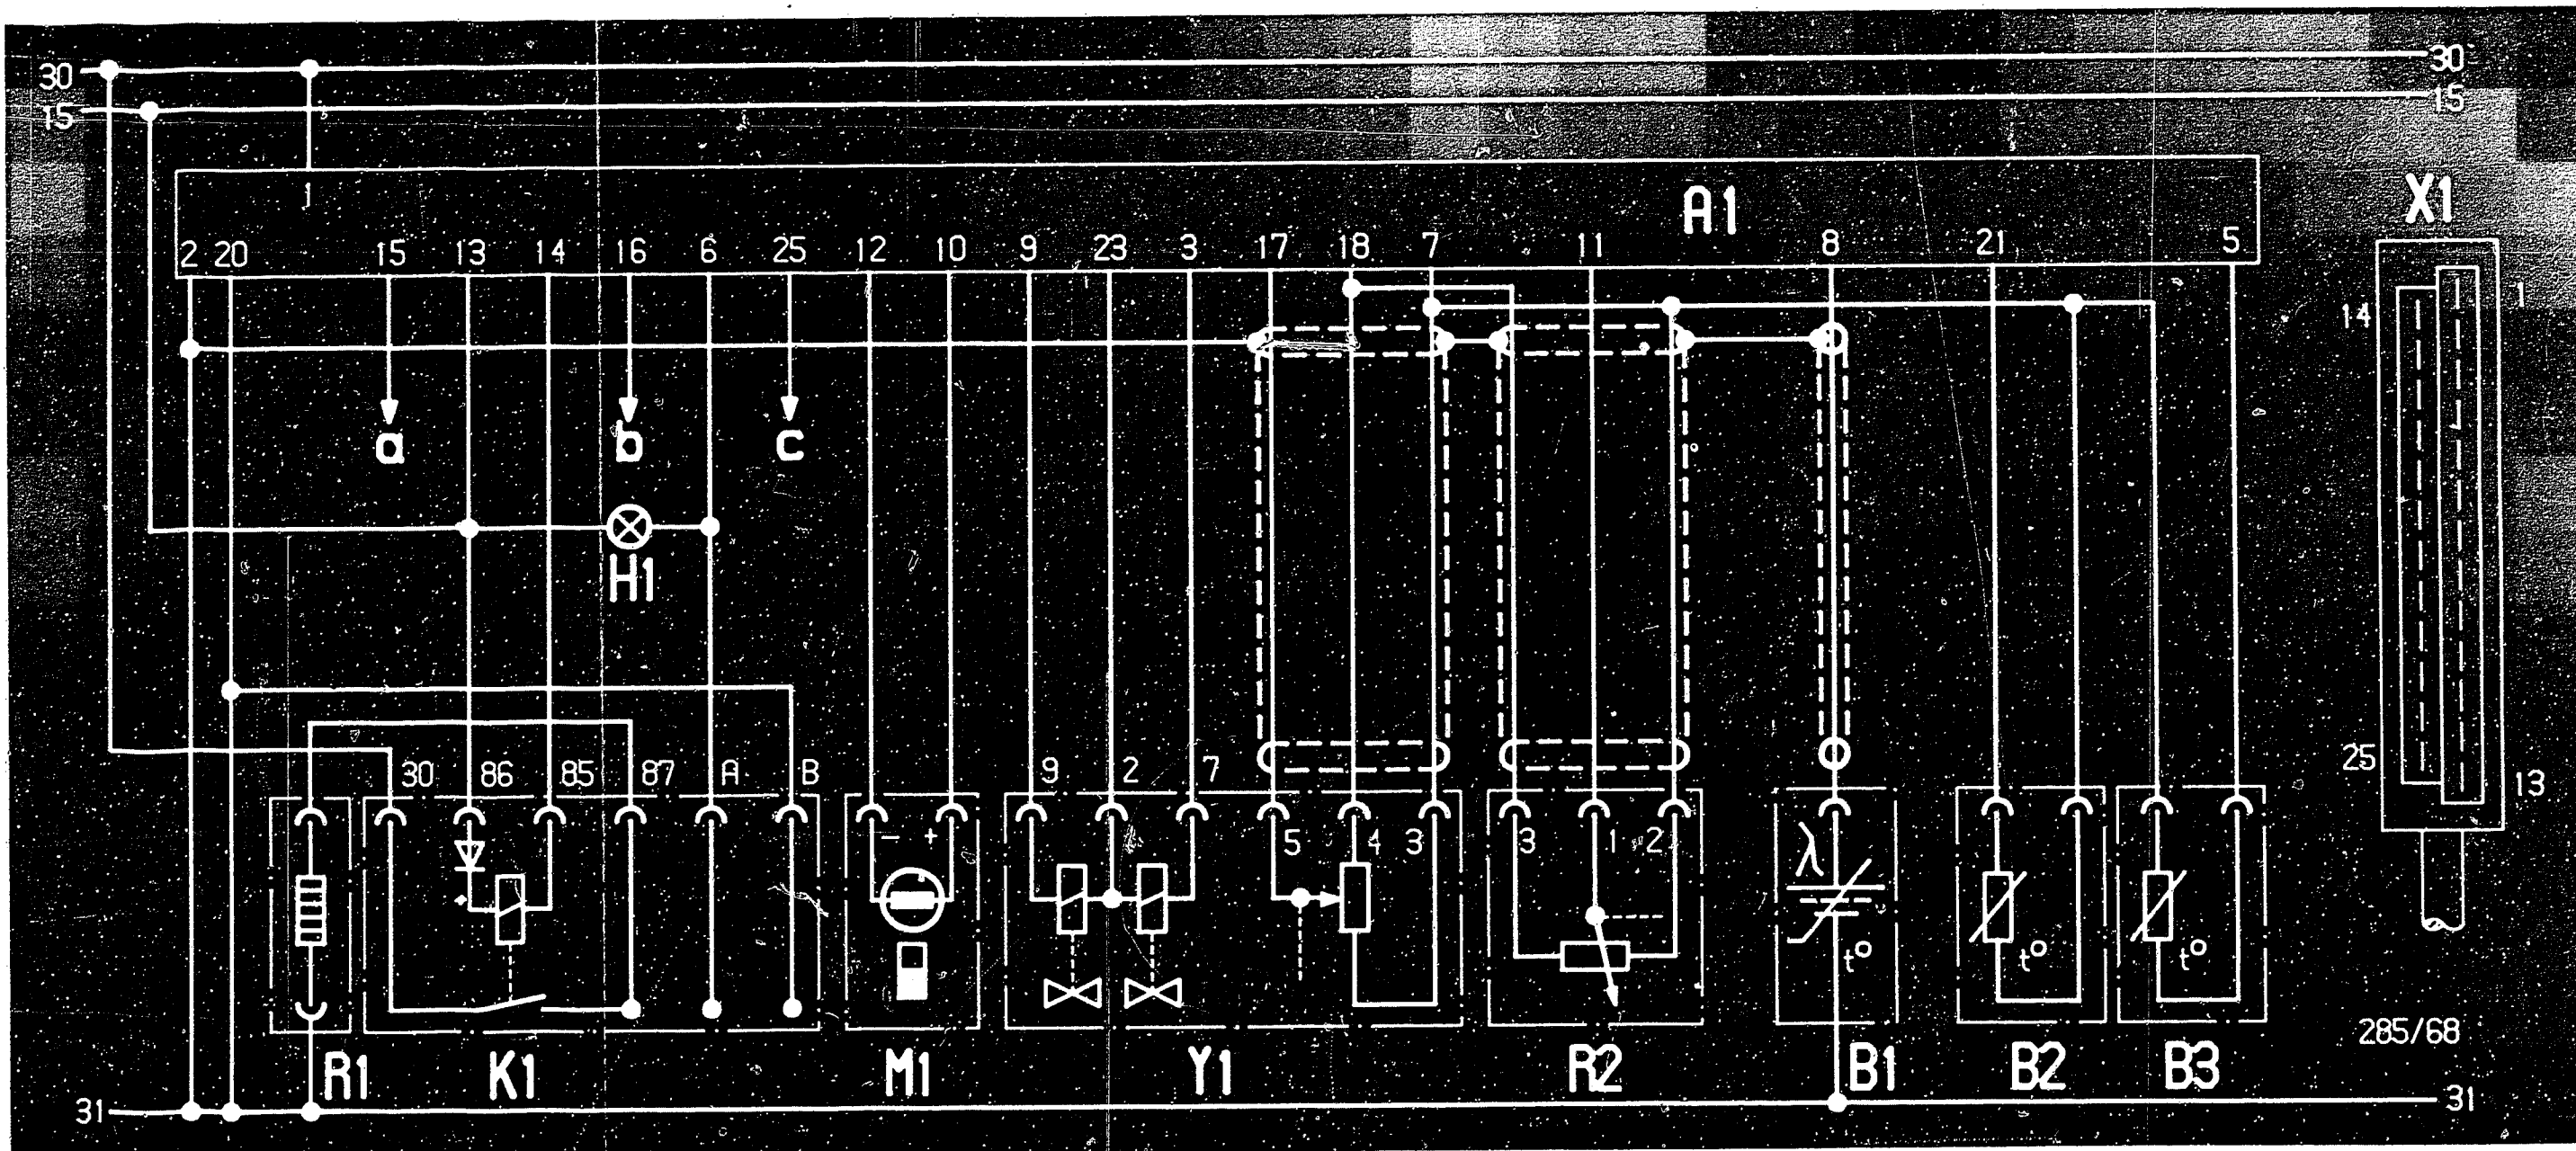 30 30
15 15
1
A1
X1
2 20 15 13 14 16 6 25 12 10 9 23 3 17 18 7 11 8 21 5
14 1
a b c
H1
25 13
30 86 85 87 A B 9 2 7
- + 5 4 3 3 1 2 λ
+
t° t° t°
285/68
R1 K1 M1 Y1 R2 B1 B2 B3
31 31